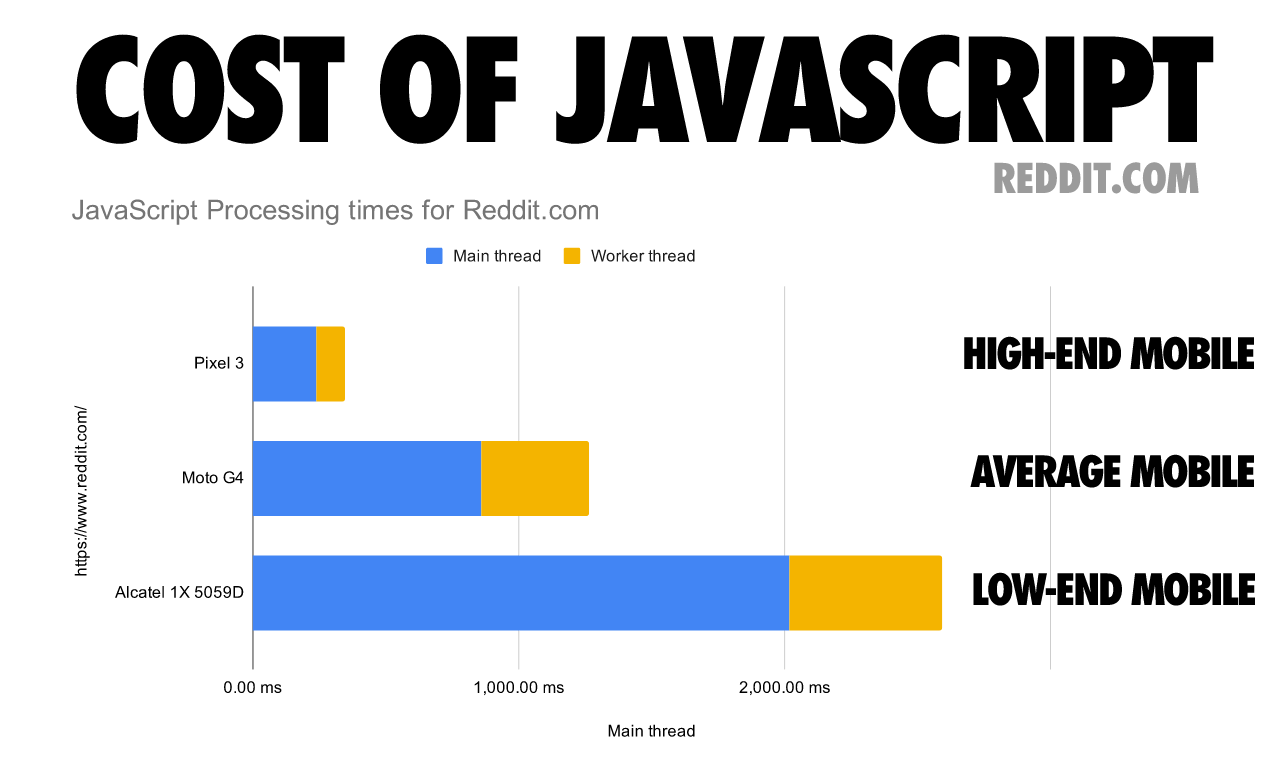 COST OF JAVASCRIPT
REDDIT.COM
JavaScript Processing times for Reddit.com
Main thread
Worker thread
https://www.reddit.com/
Pixel 3
HIGH-END MOBILE
Moto G4
AVERAGE MOBILE
Alcatel 1X 5059D
LOW-END MOBILE
0.00 ms
1,000.00 ms
2,000.00 ms
Main thread